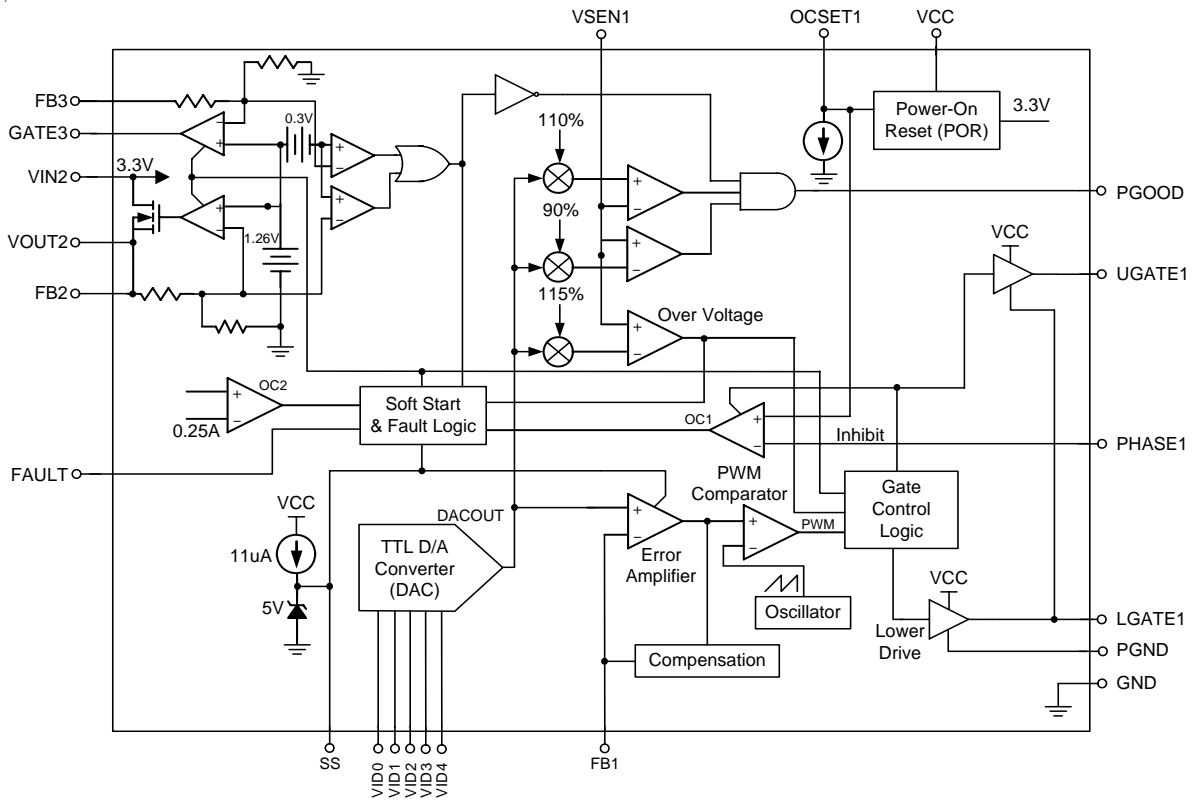 VSEN1
OCSET1
VCC
FB3
GATE3
VIN2
VOUT2
FB2
FAULT
3.3V
0.3V
1.26V
+
−
+
−
+
−
+
−
110%
90%
115%
+
−
+
−
+
−
Over Voltage
Power-On
Reset (POR)
3.3V
PGOOD
VCC
UGATE1
OC2
+
−
0.25A
Soft Start
& Fault Logic
OC1
+
−
Inhibit
PHASE1
VCC
11uA
5V
DACOUT
TTL D/A
Converter
(DAC)
+
−
Error
Amplifier
PWM
Comparator
+
−
PWM
Gate
Control
Logic
Oscillator
Compensation
VCC
Lower
Drive
LGATE1
PGND
GND
SS
VID0
VID1
VID2
VID3
VID4
FB1